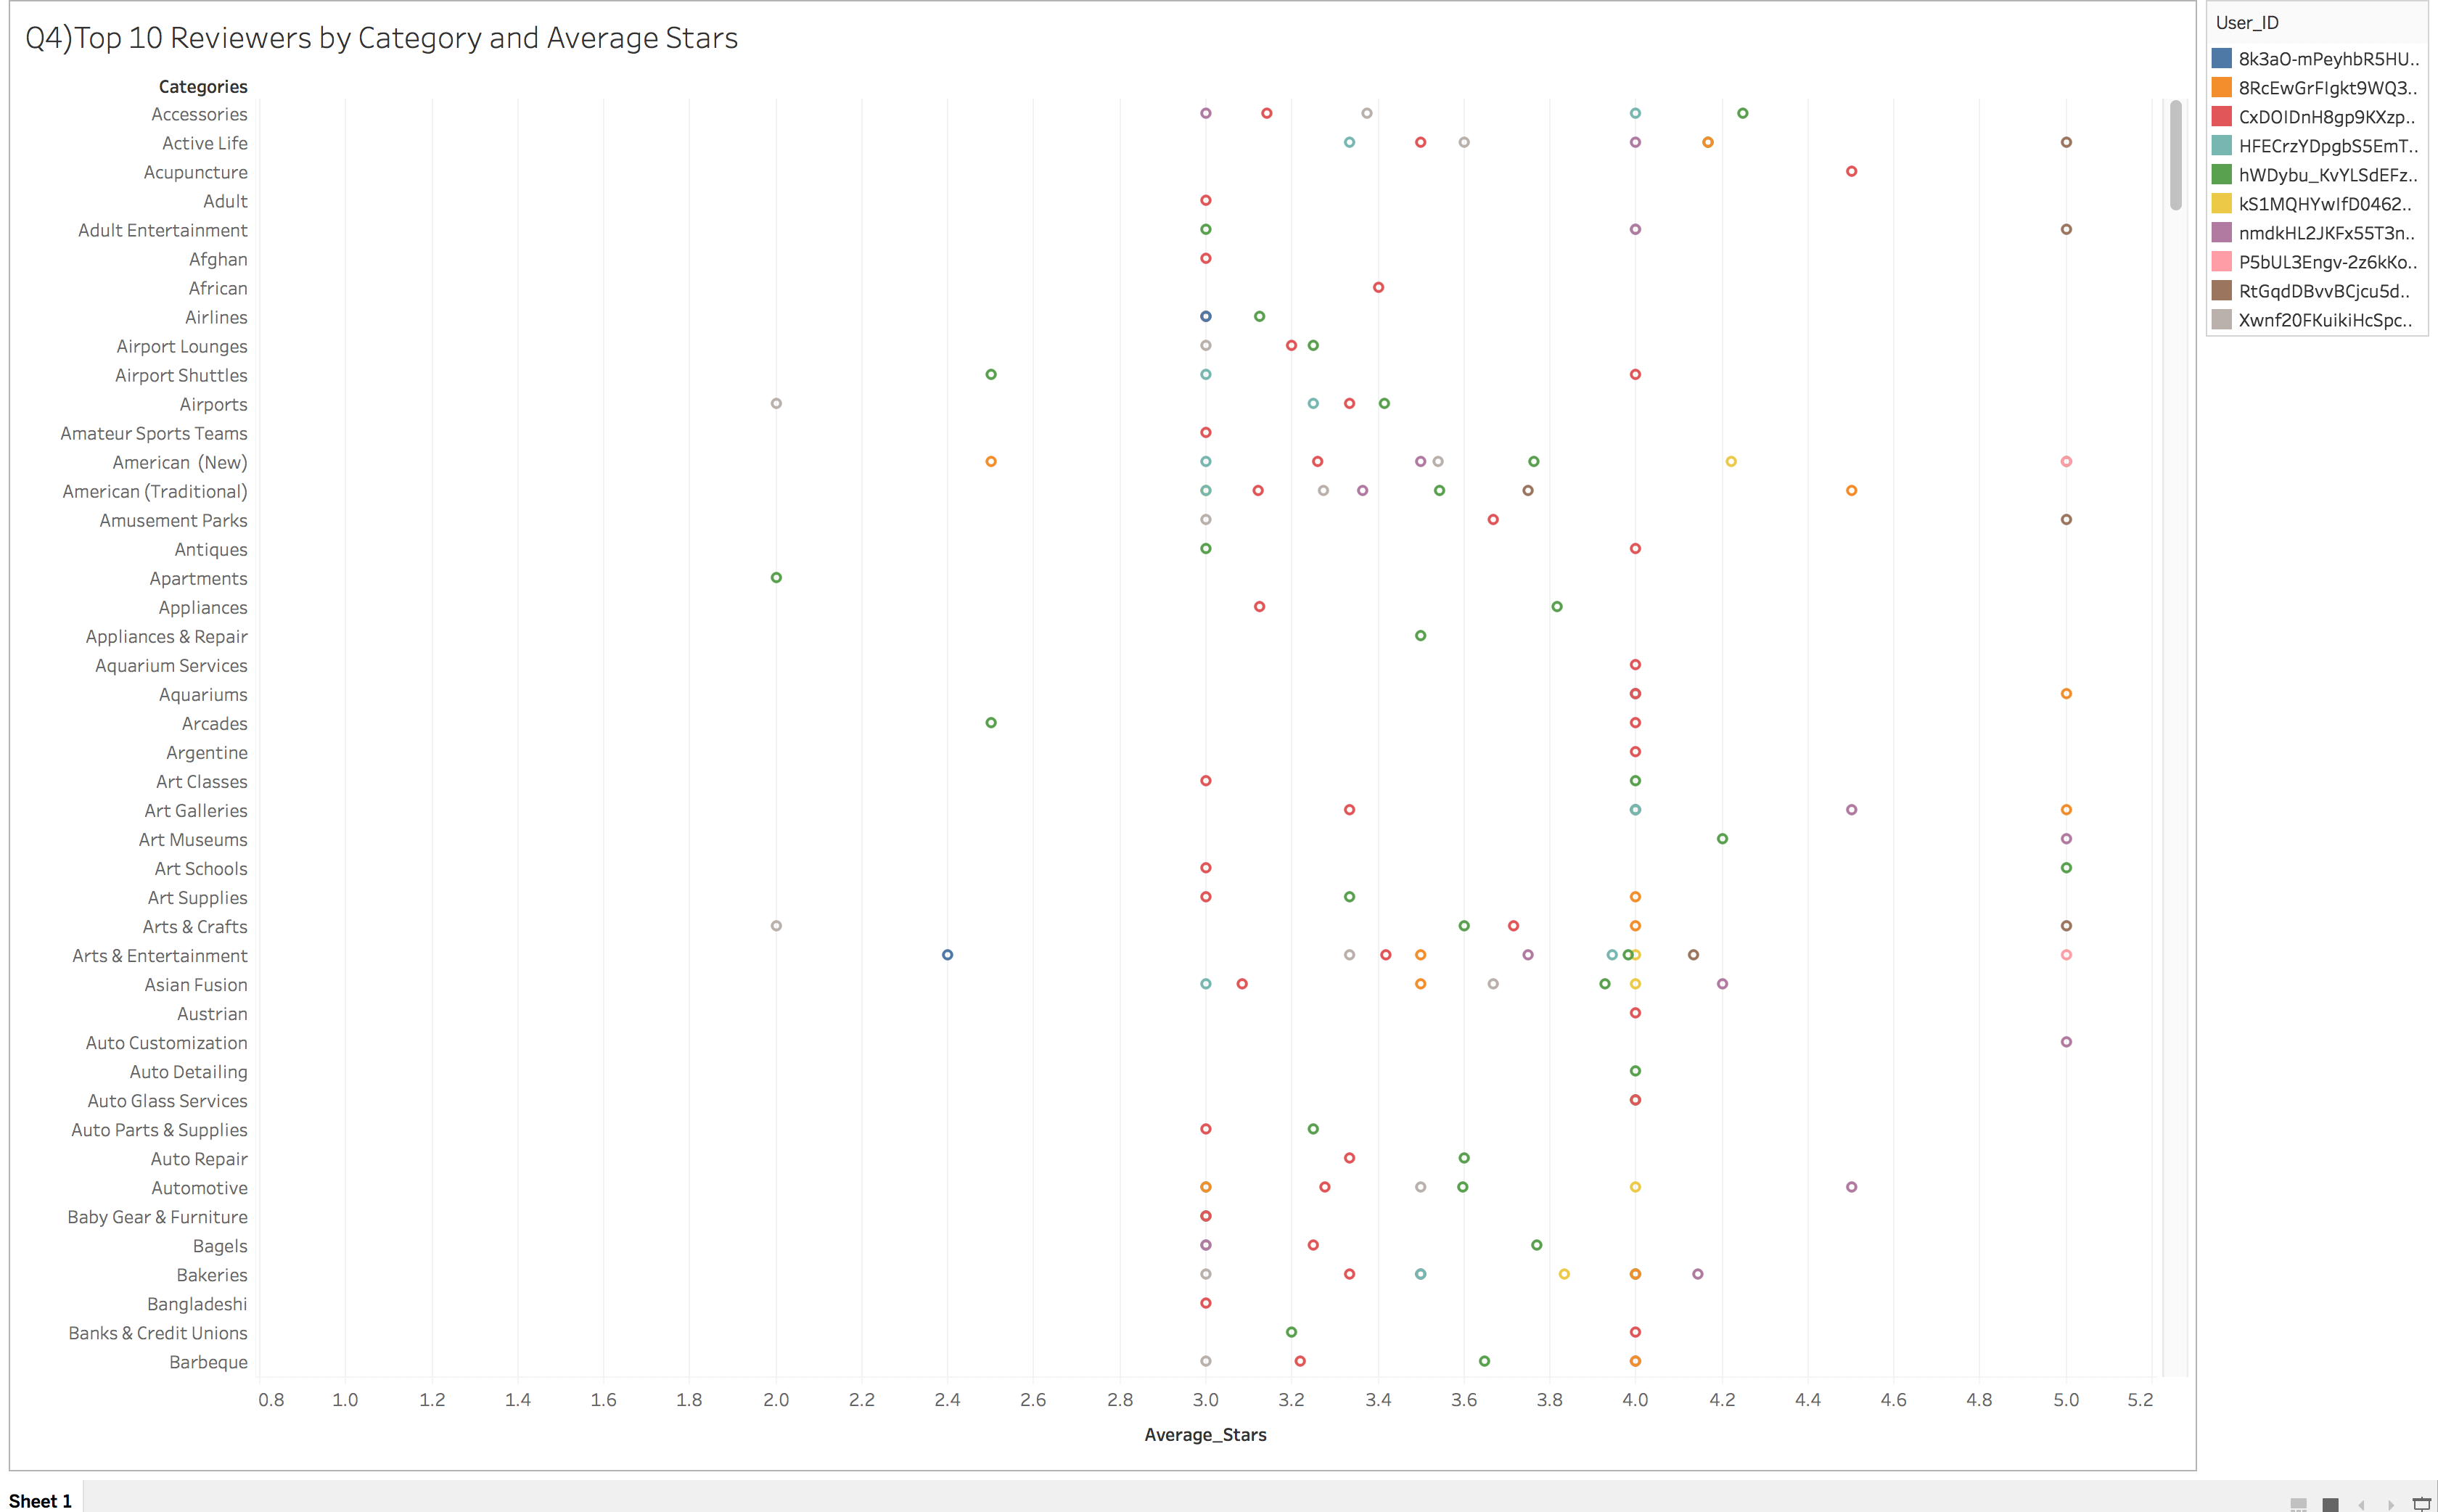 Q4)Top 10 Reviewers by Category and Average Stars
Categories
Accessories
Active Life
Acupuncture
Adult
Adult Entertainment
Afghan
African
Airlines
Airport Lounges
Airport Shuttles
Airports
Amateur Sports Teams
American (New)
American (Traditional)
Amusement Parks
Antiques
Apartments
Appliances
Appliances & Repair
Aquarium Services
Aquariums
Arcades
Argentine
Art Classes
Art Galleries
Art Museums
Art Schools
Art Supplies
Arts & Crafts
Arts & Entertainment
Asian Fusion
Austrian
Auto Customization
Auto Detailing
Auto Glass Services
Auto Parts & Supplies
Auto Repair
Automotive
Baby Gear & Furniture
Bagels
Bakeries
Bangladeshi
Banks & Credit Unions
Barbeque
0.8 1.0 1.2 1.4 1.6 1.8 2.0 2.2 2.4 2.6 2.8 3.0 3.2 3.4 3.6 3.8 4.0 4.2 4.4 4.6 4.8 5.0 5.2
Average_Stars
User_ID
8k3aO-mPeyhbR5HU..
8RcEwGrFIgkt9WQ3..
CxDOIDnH8gp9KXzp..
HFECrzYDpgbS5EmT..
hWDybu_KvYLSdEFz..
kS1MQHYwIfD0462..
nmdkHL2JKFx55T3n..
P5bUL3Engv-2z6kKo..
RtGqdDBvvBCjcu5d..
Xwnf20FKuikiHcSpc..
Sheet 1